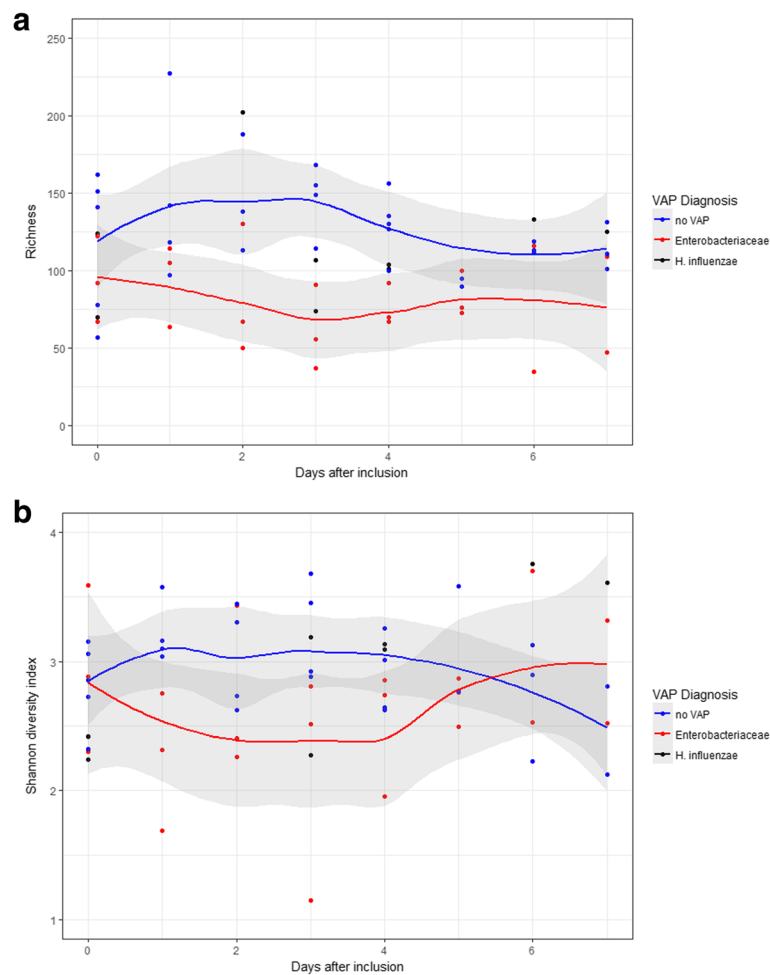 a
250
200
150
100
50
0
Richness
0 2 4 6
Days after inclusion
VAP Diagnosis
no VAP
Enterobacteriaceae
H. influenzae
b
4
3
2
1
Shannon diversity index
0 2 4 6
Days after inclusion
VAP Diagnosis
no VAP
Enterobacteriaceae
H. influenzae